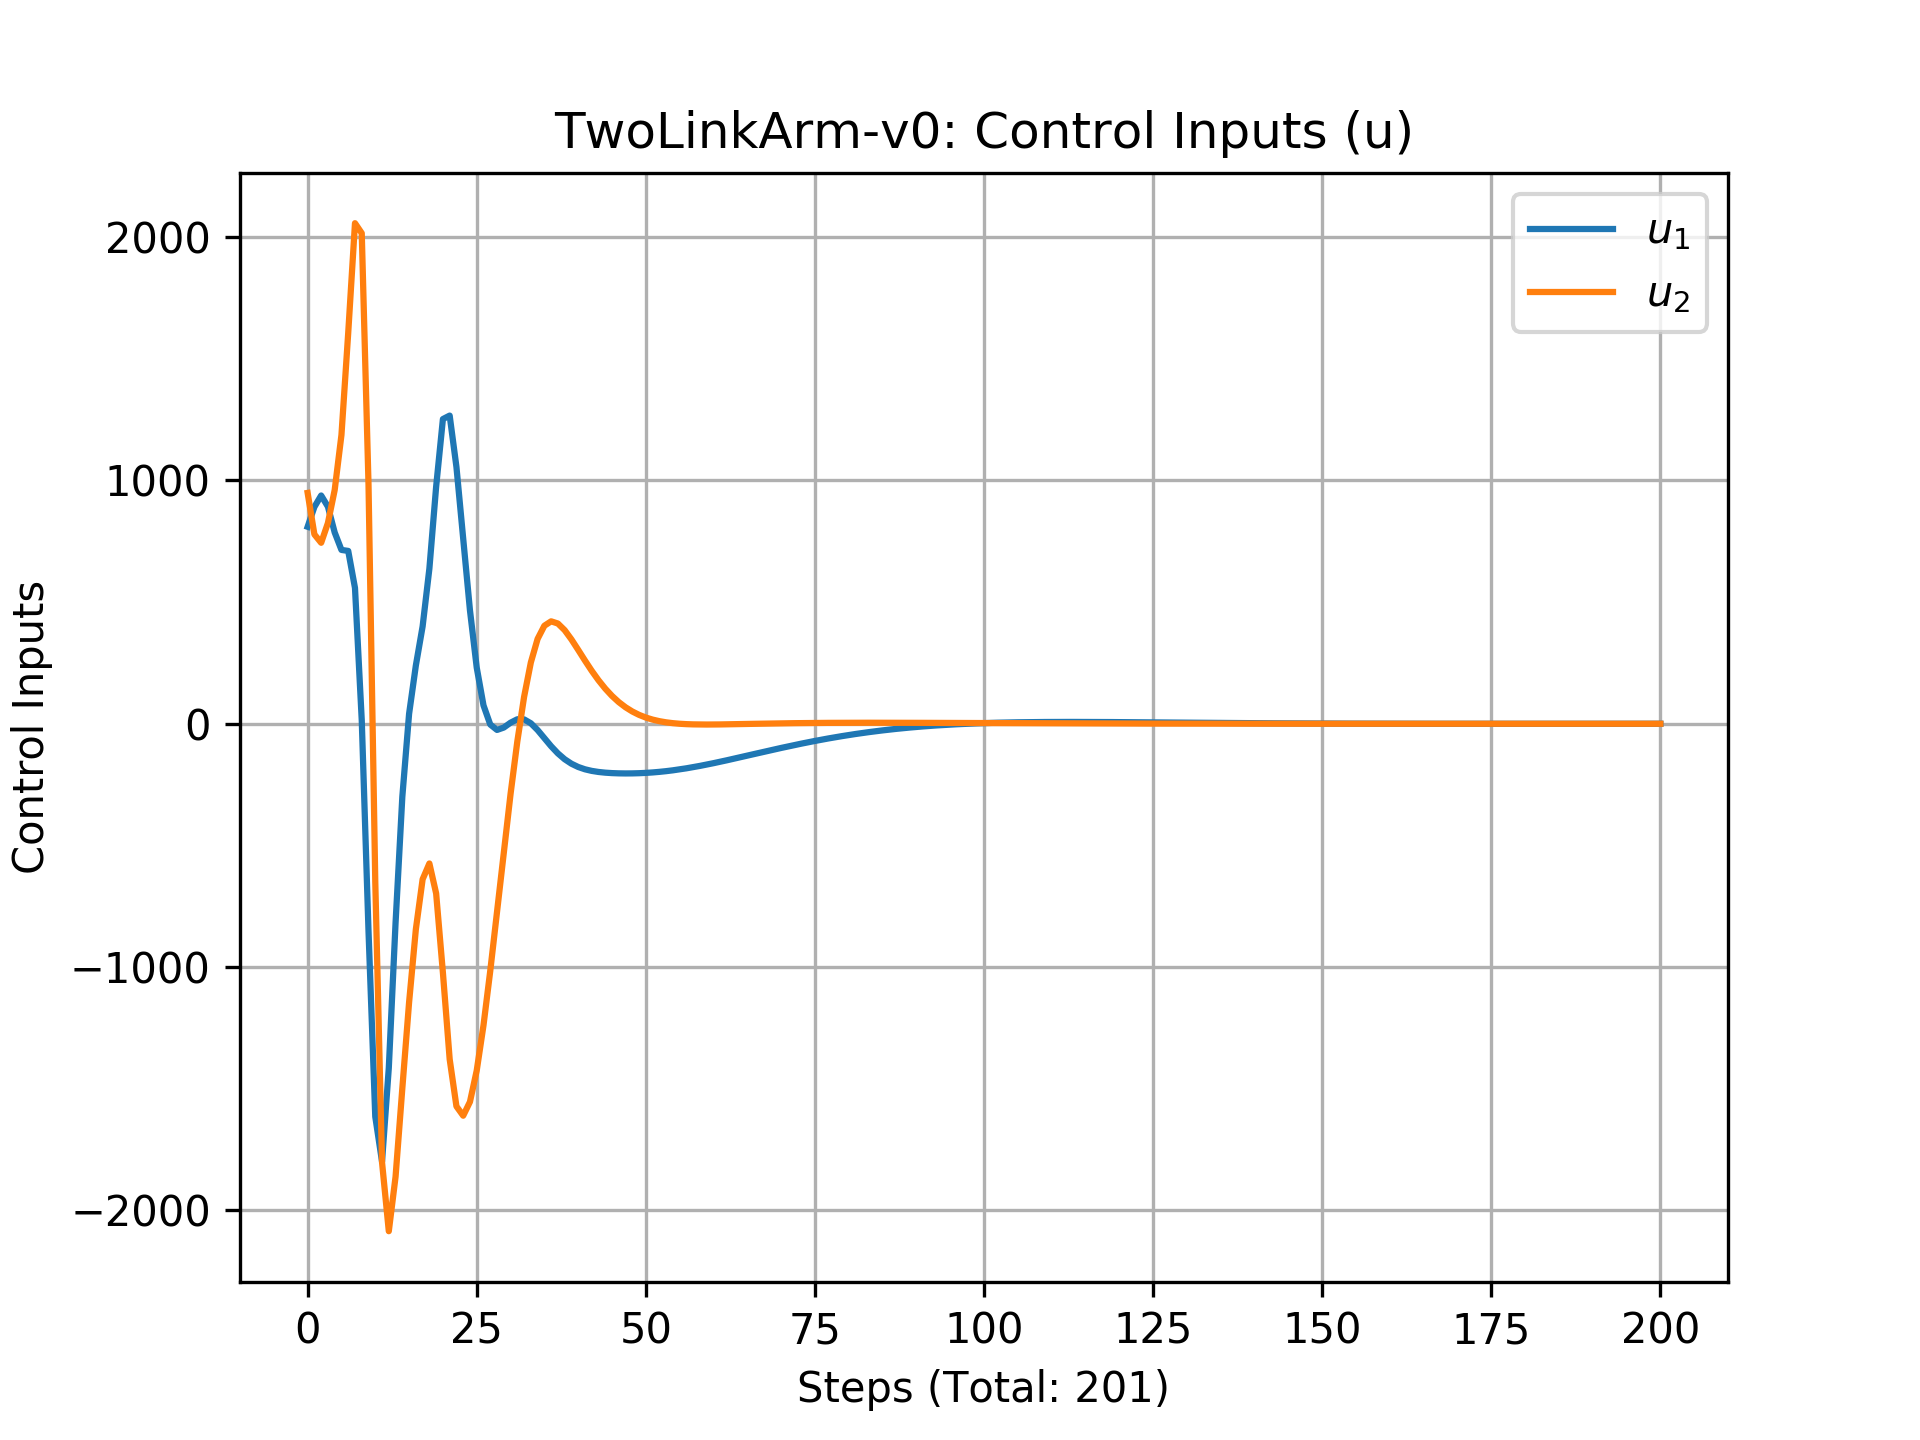 TwoLinkArm-v0: Control Inputs (u)
u₁
u₂
2000
1000
0
−1000
−2000
Control Inputs
0 25 50 75 100 125 150 175 200
Steps (Total: 201)